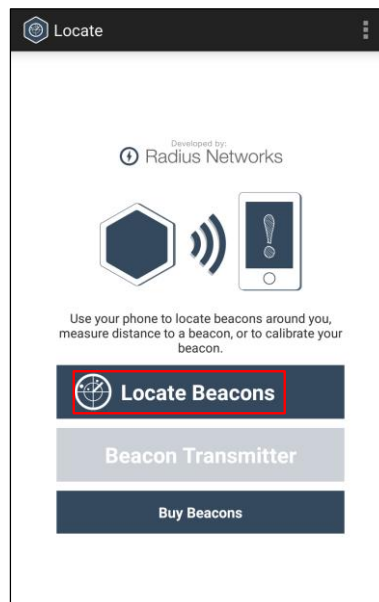 Locate
Developed by:
Radius Networks
Use your phone to locate beacons around you,
measure distance to a beacon, or to calibrate your
beacon.
Locate Beacons
Beacon Transmitter
Buy Beacons